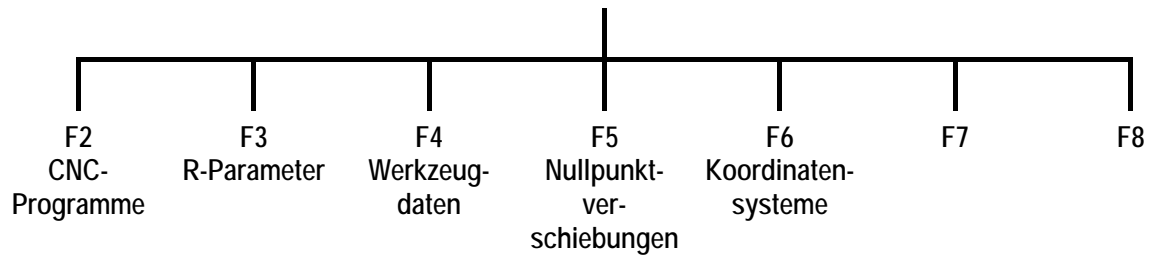 F2 F3 F4 F5 F6 F7 F8
CNC- R-Parameter Werkzeug- Nullpunkt- Koordinaten-
Programme daten ver- systeme
schiebungen